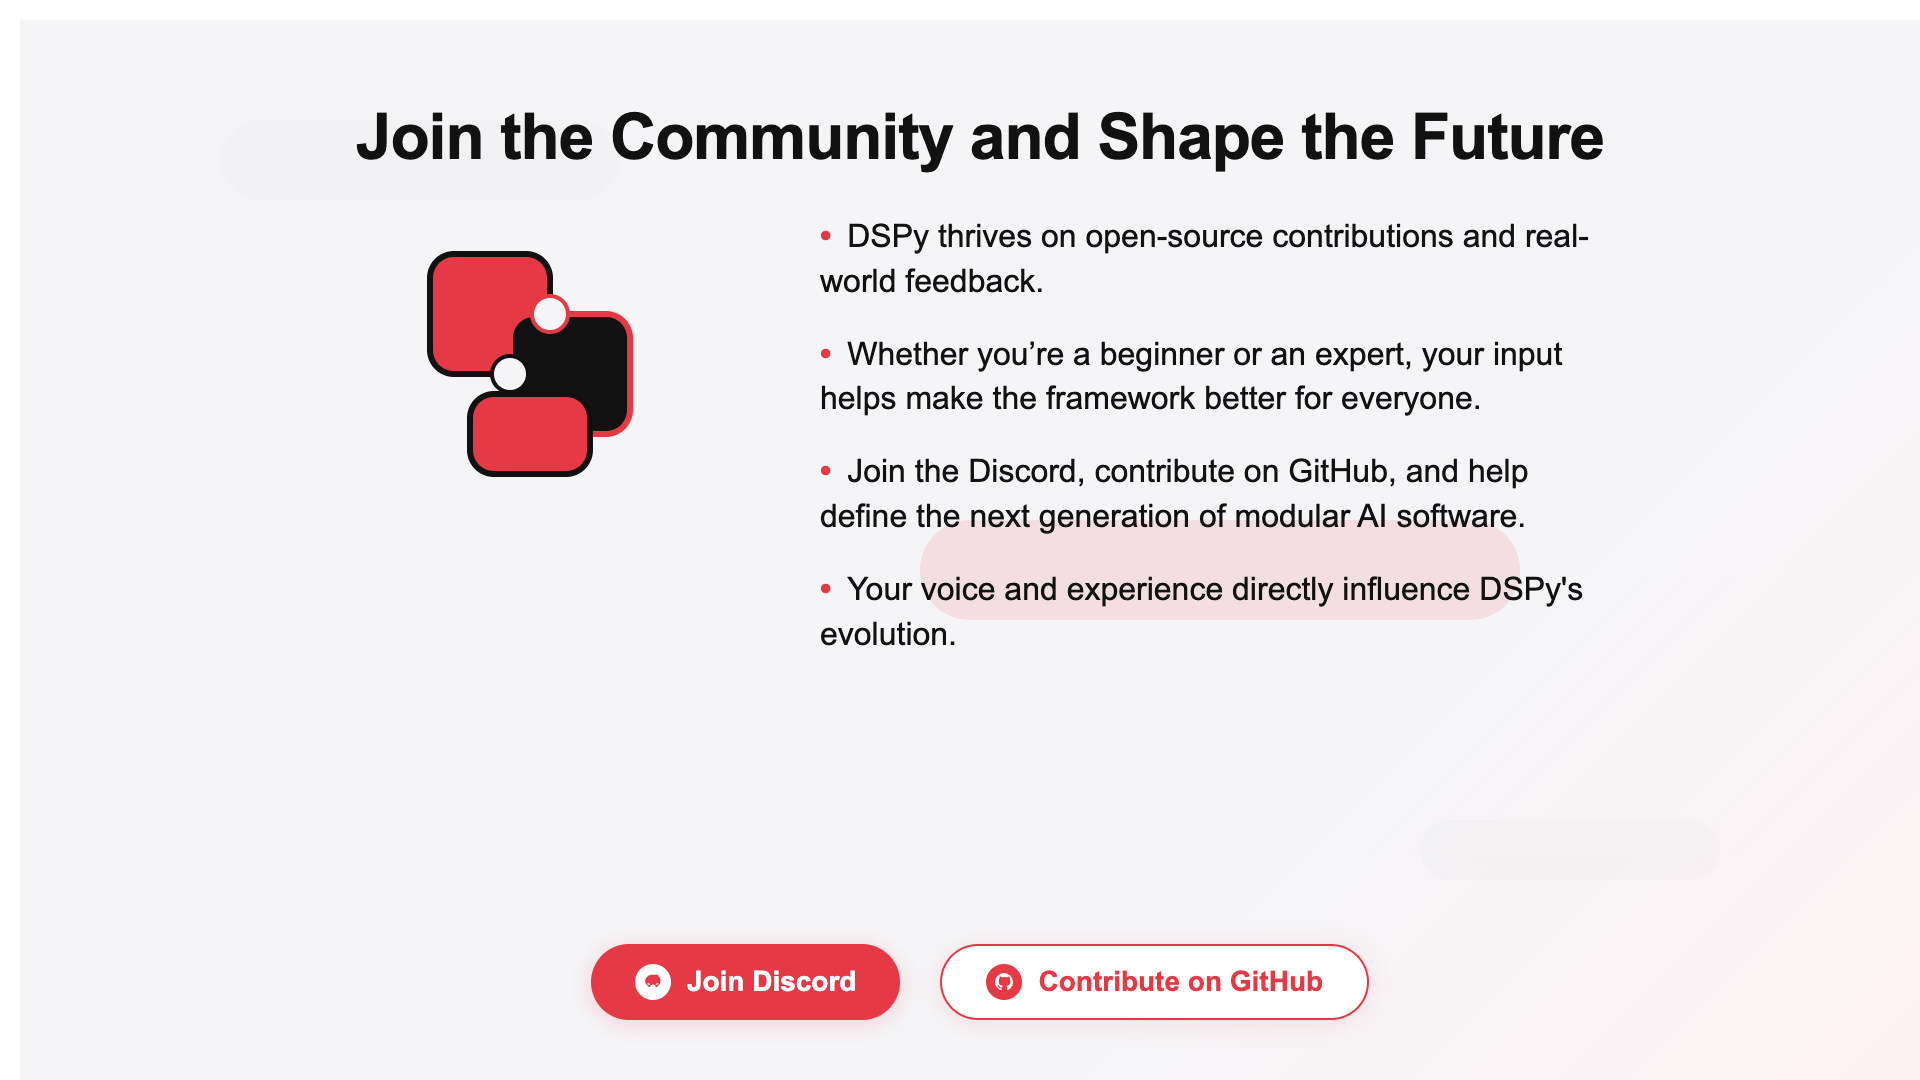 Join the Community and Shape the Future
• DSPy thrives on open-source contributions and real-
world feedback.
• Whether you’re a beginner or an expert, your input
helps make the framework better for everyone.
• Join the Discord, contribute on GitHub, and help
define the next generation of modular AI software.
• Your voice and experience directly influence DSPy's
evolution.
Join Discord
Contribute on GitHub